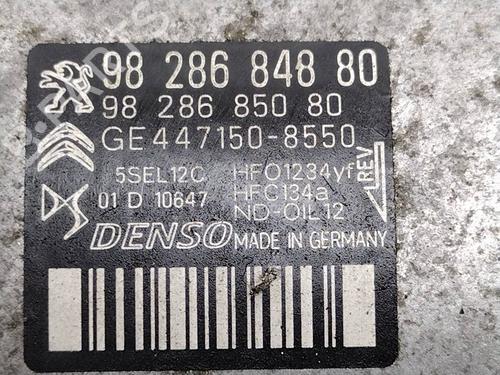 98 286 848 80
98 286 850 80
GE447150-8550
5SEL12C HFO1234yf
01 D 10647 HFC134a
ND-OIL12
REV
DENSO MADE IN GERMANY